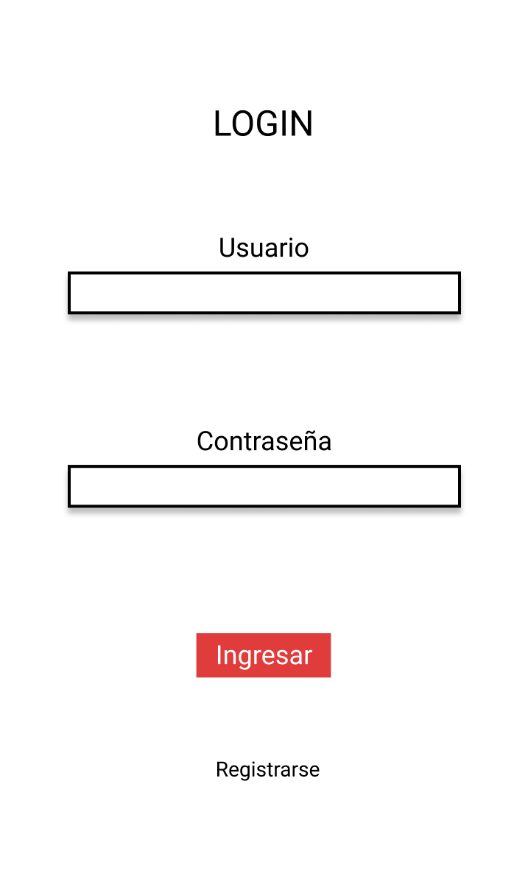 LOGIN
Usuario
Contraseña
Ingresar
Registrarse